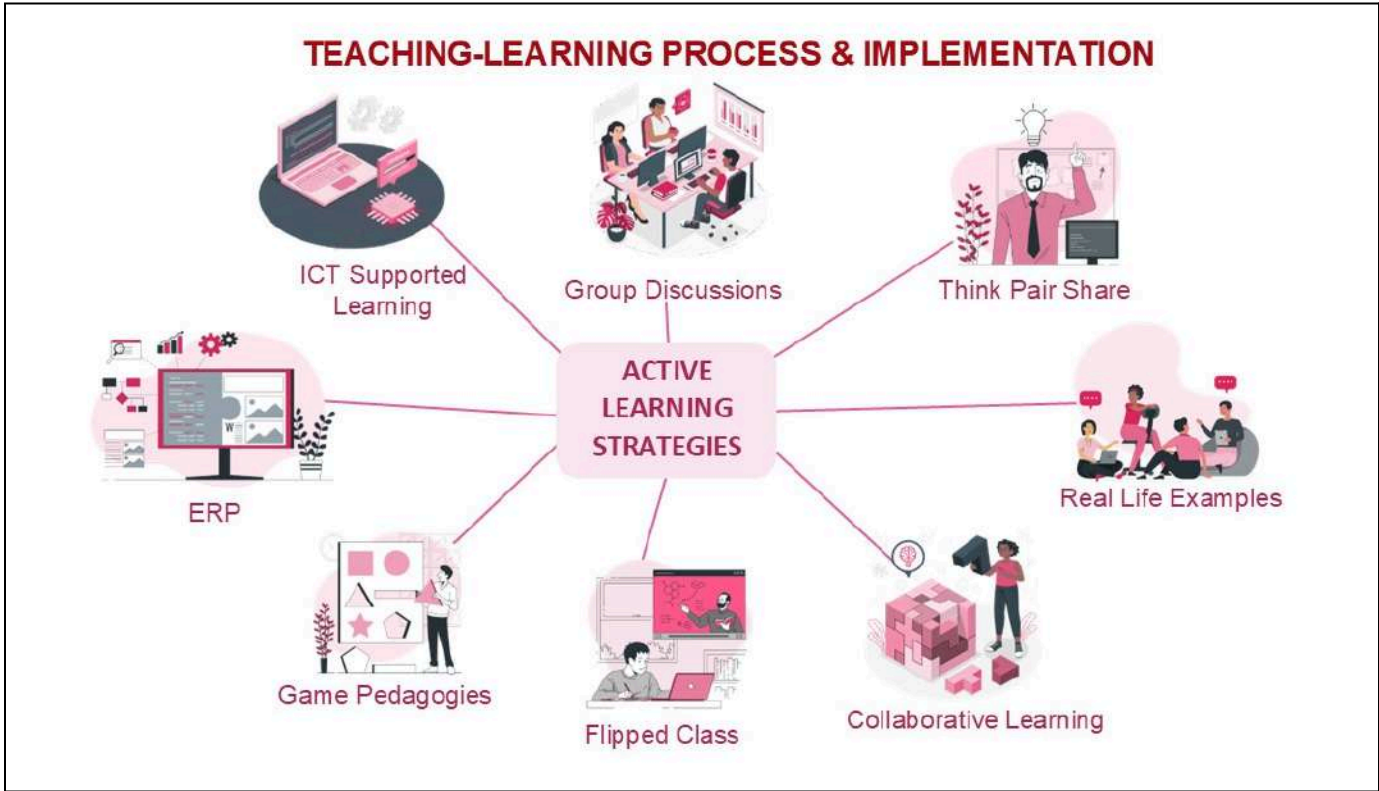 TEACHING-LEARNING PROCESS & IMPLEMENTATION
ICT Supported
Learning
Group Discussions
Think Pair Share
ACTIVE
LEARNING
STRATEGIES
ERP
W
Real Life Examples
Game Pedagogies
Flipped Class
Collaborative Learning